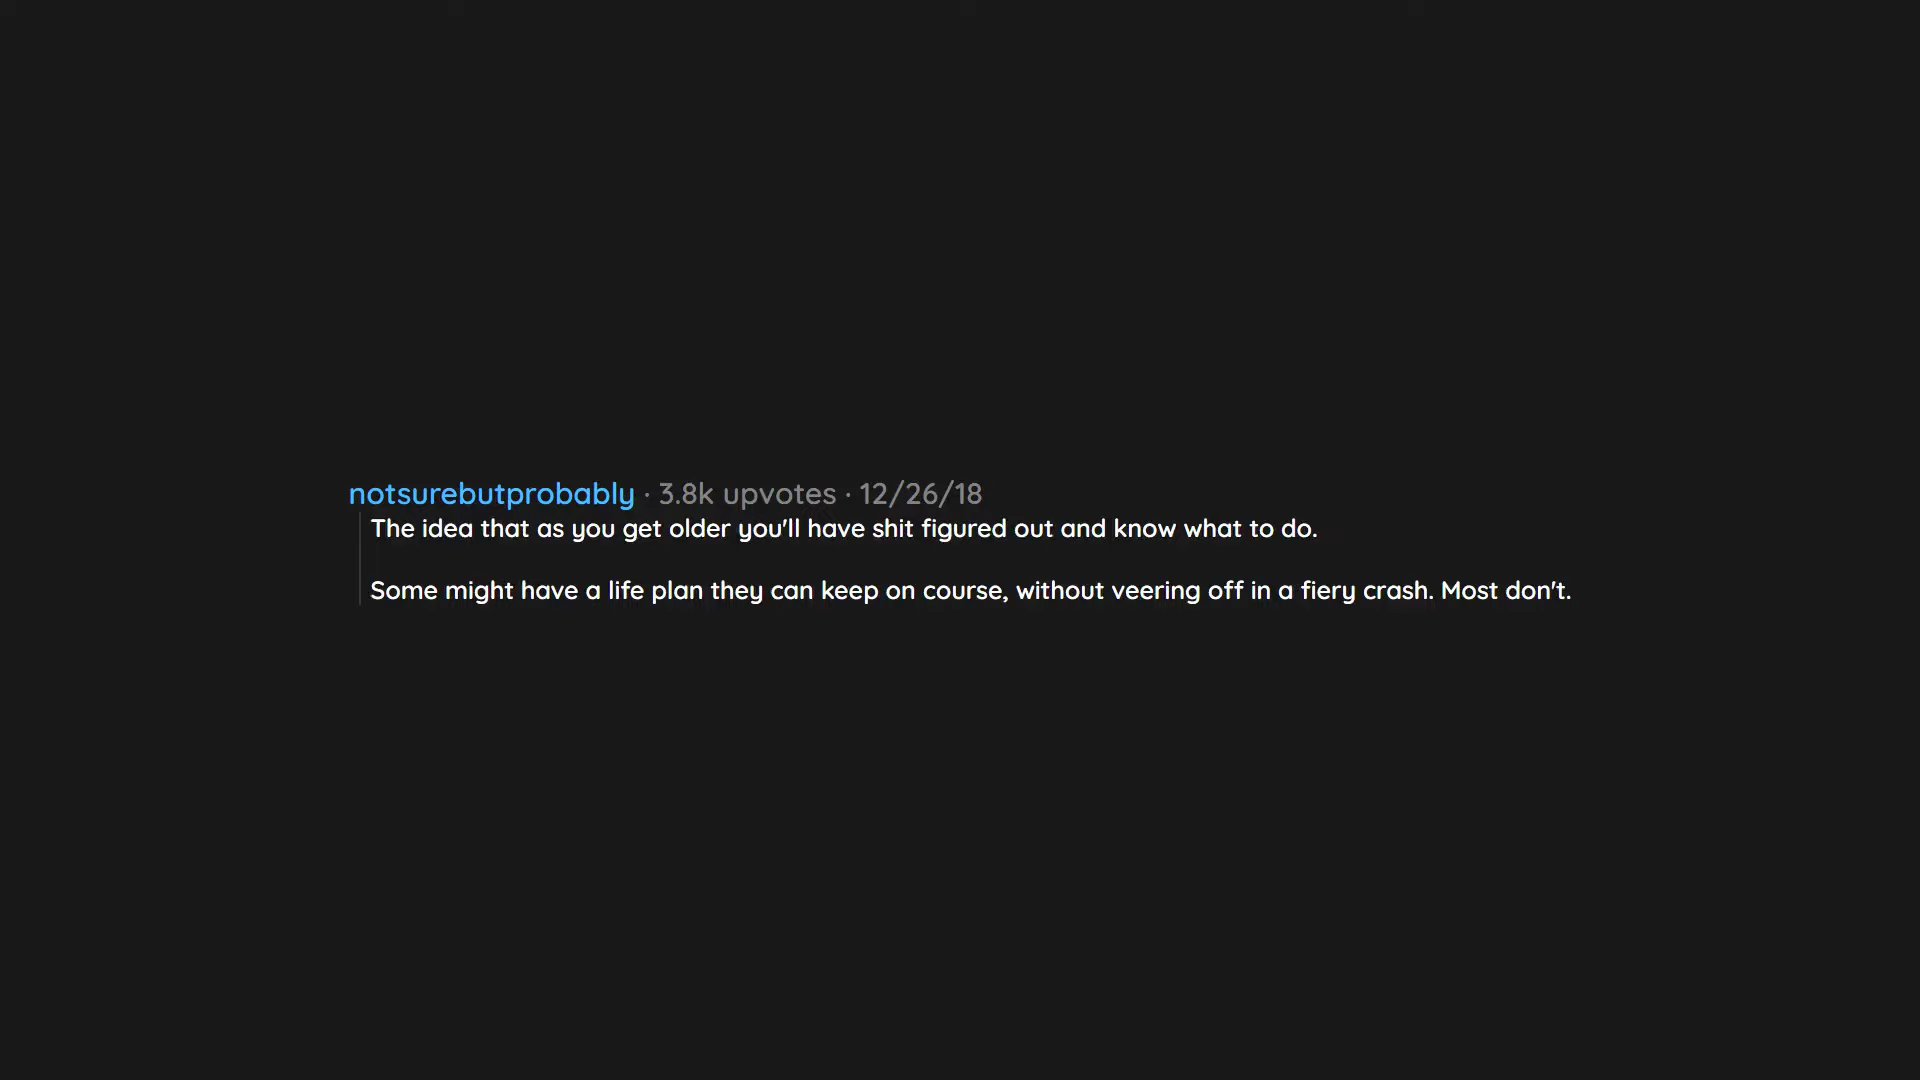 notsurebutprobably · 3.8k upvotes · 12/26/18
The idea that as you get older you'll have shit figured out and know what to do.
Some might have a life plan they can keep on course, without veering off in a fiery crash. Most don't.